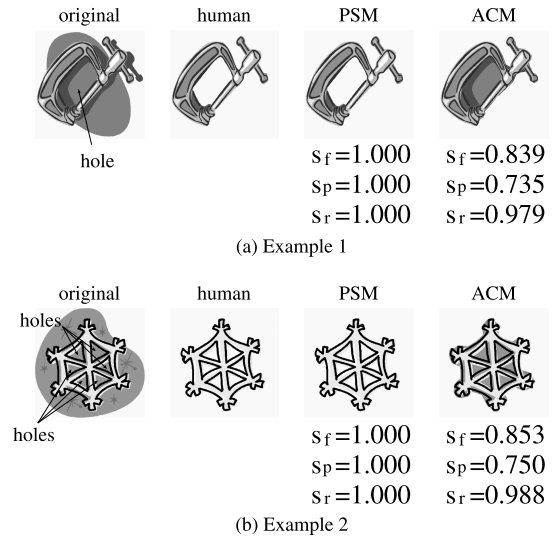 original human PSM ACM
hole
Sf=1.000 Sf=0.839
Sp=1.000 Sp=0.735
Sr=1.000 Sr=0.979
(a) Example 1
original human PSM ACM
holes
holes
Sf=1.000 Sf=0.853
Sp=1.000 Sp=0.750
Sr=1.000 Sr=0.988
(b) Example 2